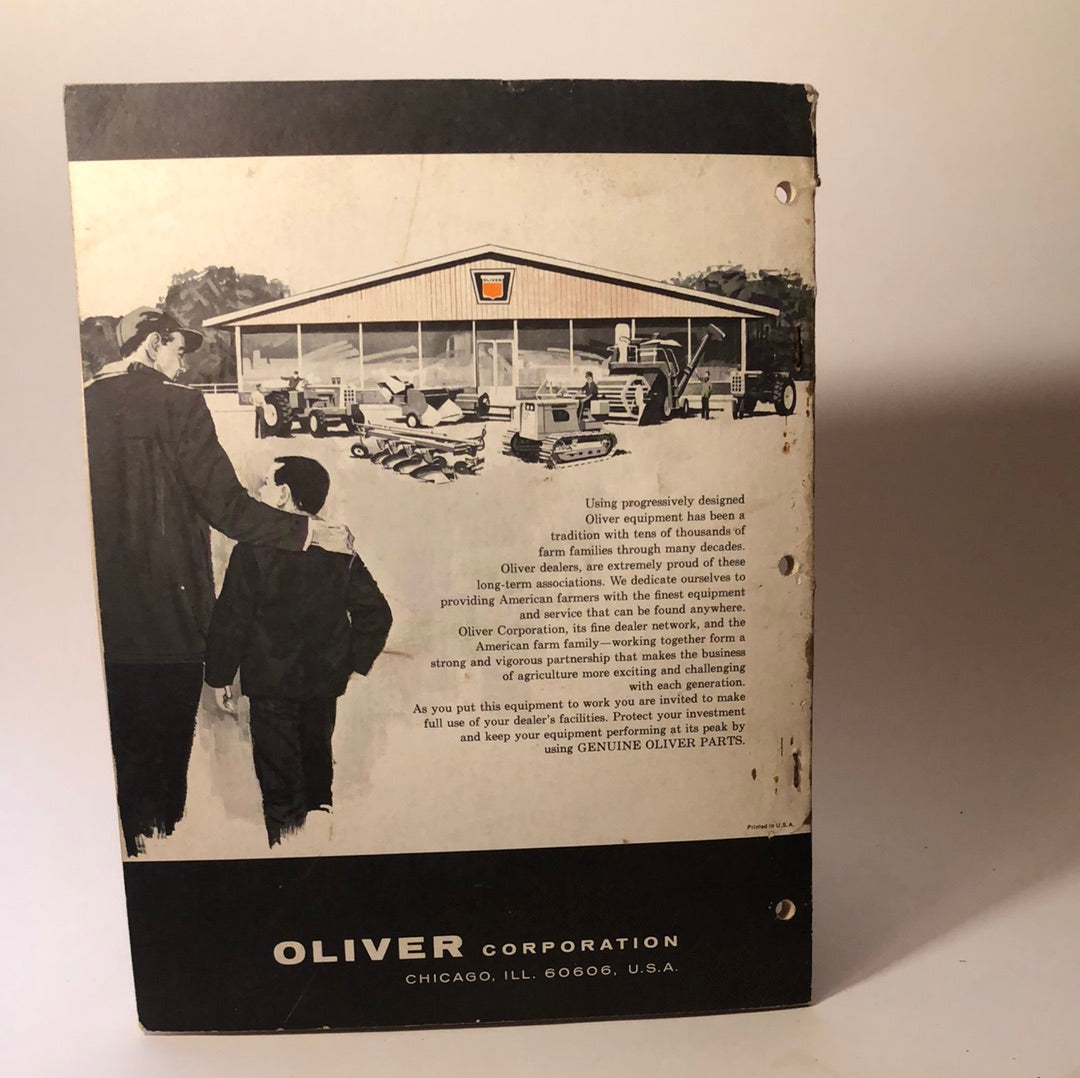 OLIVER
Using progressively designed
Oliver equipment has been a
tradition with tens of thousands of
farm families through many decades.
Oliver dealers, are extremely proud of these
long-term associations. We dedicate ourselves to
providing American farmers with the finest equipment
and service that can be found anywhere.
Oliver Corporation, its fine dealer network, and the
American farm family—working together form a
strong and vigorous partnership that makes the business
of agriculture more exciting and challenging
with each generation.
As you put this equipment to work you are invited to make
full use of your dealer's facilities. Protect your investment
and keep your equipment performing at its peak by
using GENUINE OLIVER PARTS.
Printed in U.S.A.
OLIVER CORPORATION
CHICAGO, ILL. 60606, U.S.A.